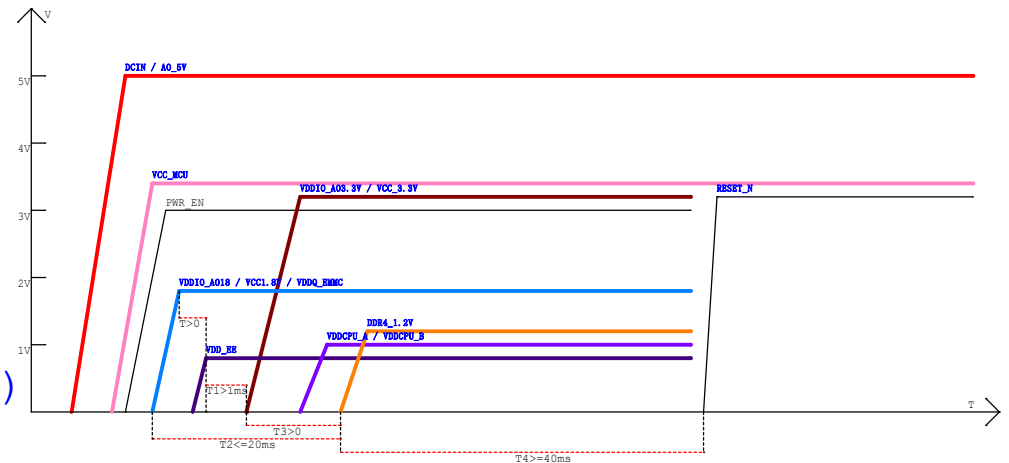 V
DCIN / AO_5V
5V
4V
VCC_MCU
VDDIO_AO3.3V / VCC_3.3V
RESET_N
PWR_EN
3V
2V
VDDIO_AO18 / VCC1.8V / VDDQ_EMMC
T>0
DDR4_1.2V
VDDCPU_A / VDDCPU_B
1V
VDD_EE
)
T1>1ms
T
T3>0
T2<=20ms
T4>=40ms